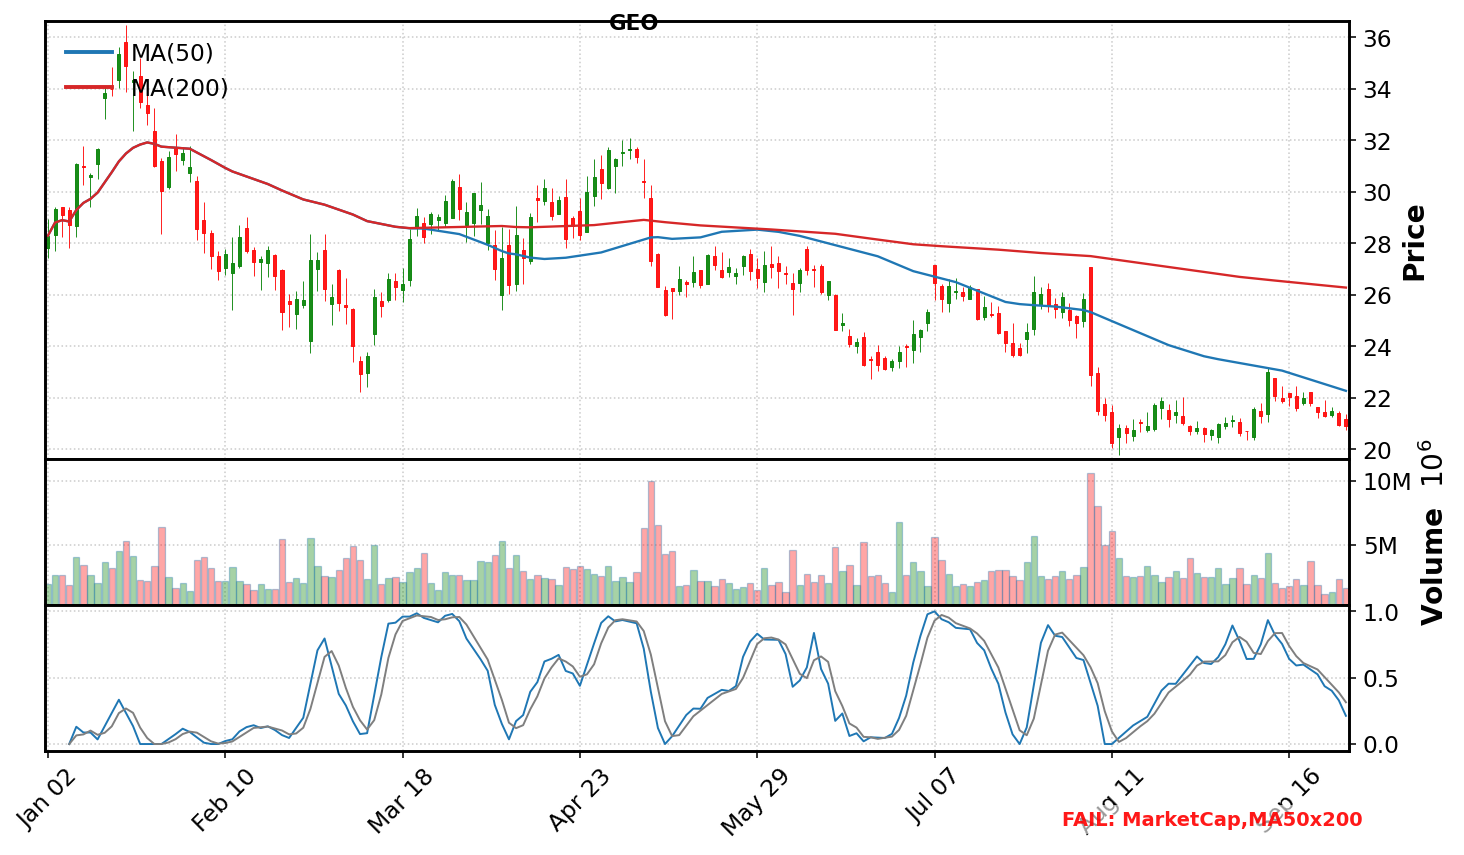 GEO
MA(50)
MA(200)
36
34
32
30
28
26
24
22
20
Price
10M
5M
Volume 10^6
1.0
0.5
0.0
Jan 02
Feb 10
Mar 18
Apr 23
May 29
Jul 07
Aug 11
Sep 16
FAIL: MarketCap,MA50x200